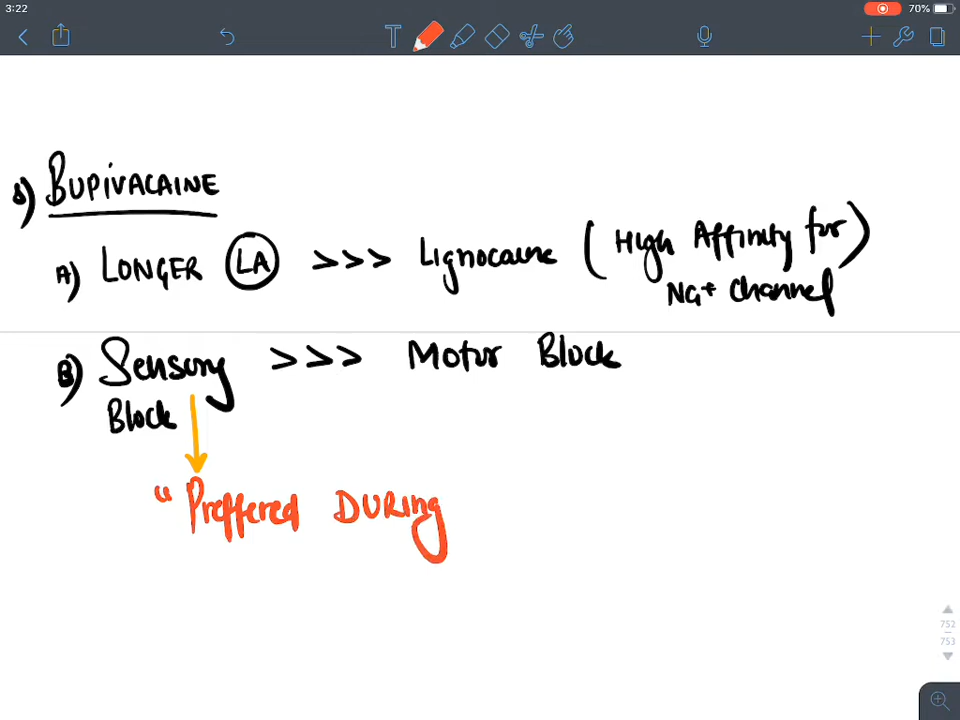 3:22
70%
T
5) BUPIVACAINE
A) LONGER LA >>> Lignocaine (High Affinity for
Na+ channel)
B) Sensory >>> Motor Block
Block
" Preffered DURing
752
753